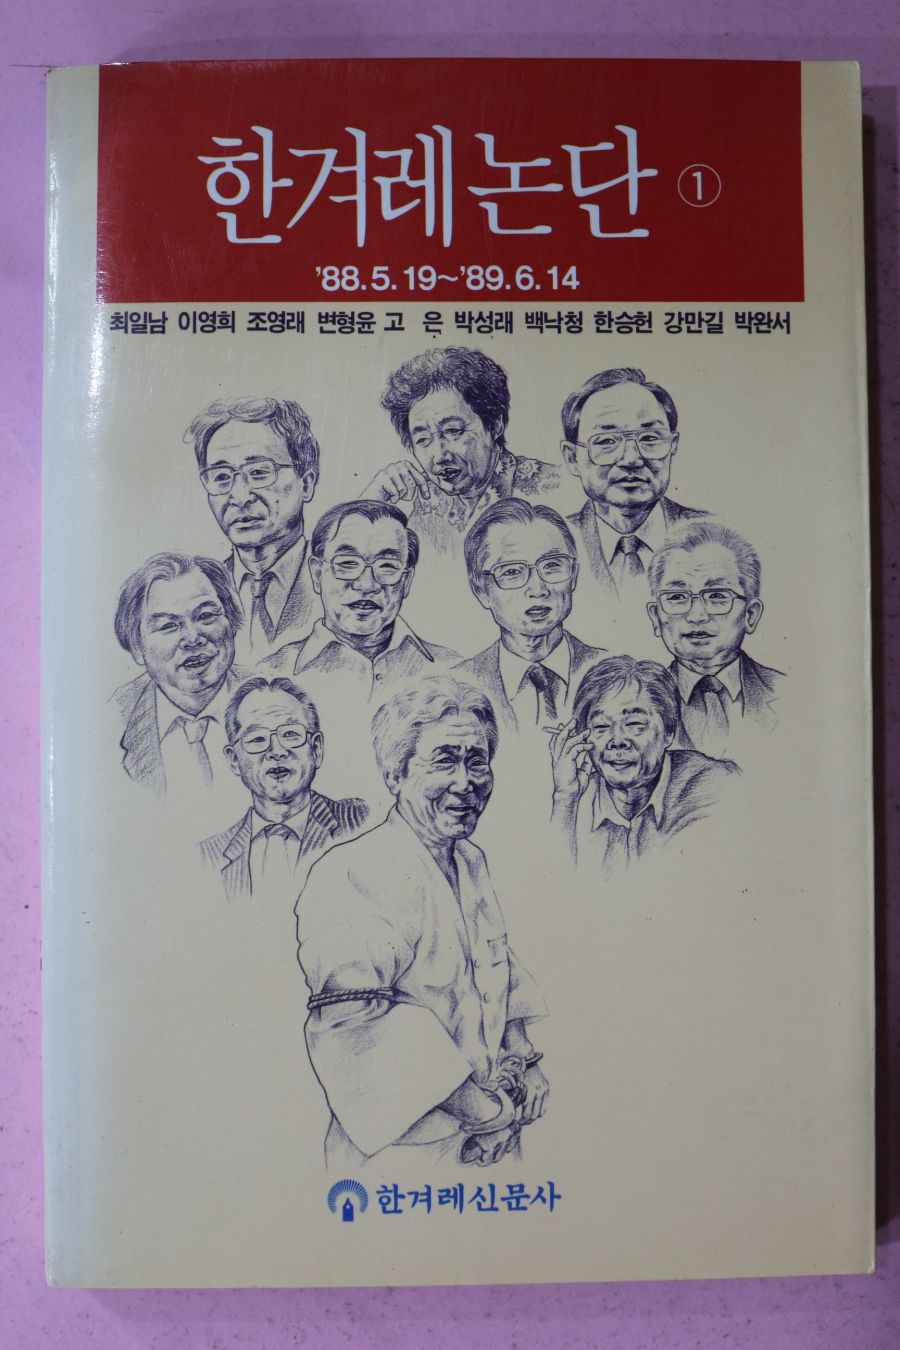 한겨레논단 ①
'88.5.19~'89.6.14
최일남 이영희 조영래 변형윤 고 은 박성래 백낙청 한승헌 강만길 박완서
한겨레신문사